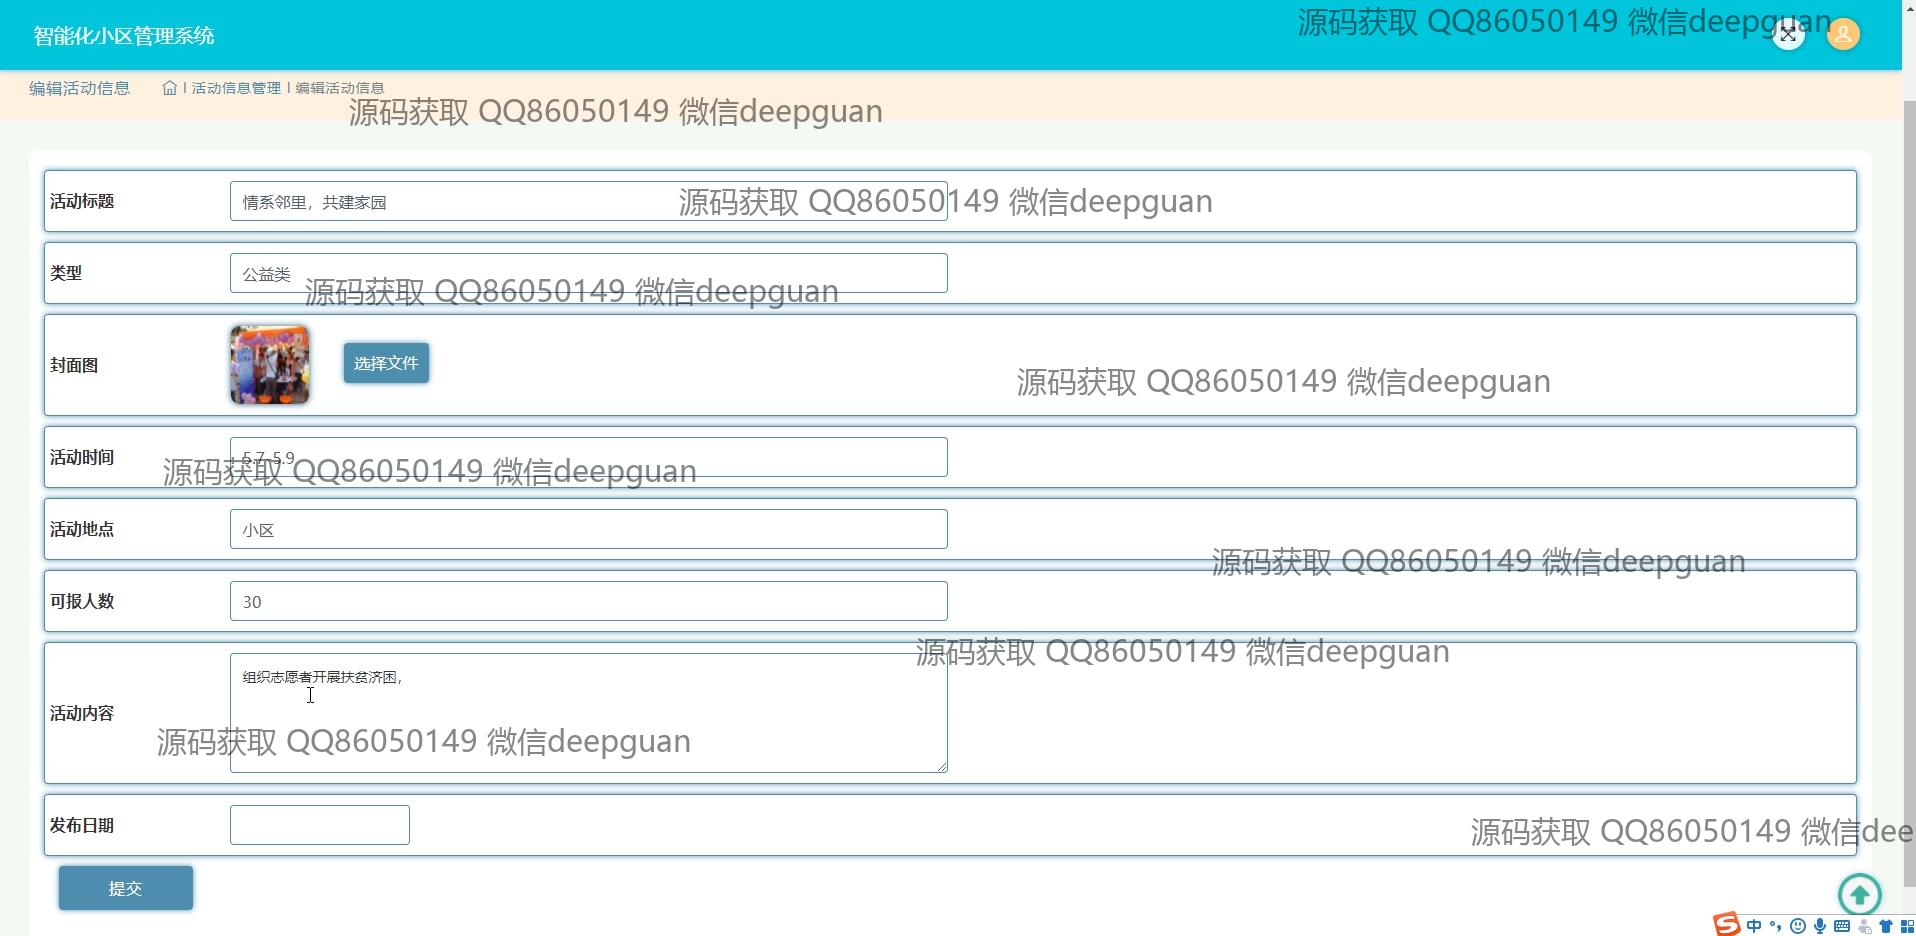 智能化小区管理系统
源码获取 QQ86050149 微信deepguan
编辑活动信息
活动信息管理 | 编辑活动信息
源码获取 QQ86050149 微信deepguan
活动标题
情系邻里，共建家园
源码获取 QQ86050149 微信deepguan
类型
公益类
源码获取 QQ86050149 微信deepguan
封面图
选择文件
源码获取 QQ86050149 微信deepguan
活动时间
5.7-5.9
源码获取 QQ86050149 微信deepguan
活动地点
小区
源码获取 QQ86050149 微信deepguan
可报人数
30
源码获取 QQ86050149 微信deepguan
活动内容
组织志愿者开展扶贫济困，
源码获取 QQ86050149 微信deepguan
发布日期
源码获取 QQ86050149 微信dee
提交
S 中